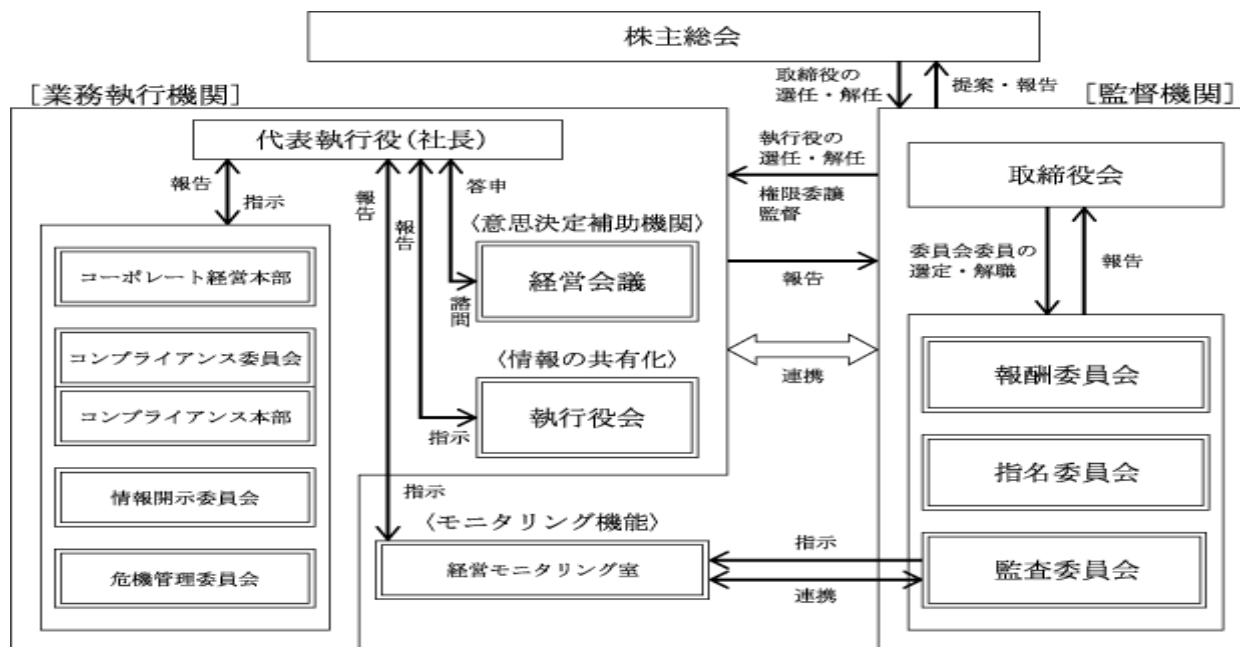 株主総会
取締役の
選任・解任
提案・報告
[業務執行機関]
[監督機関]
代表執行役(社長)
執行役の
選任・解任
権限委譲
監督
取締役会
報告
指示
報告
報告
答申
〈意思決定補助機関〉
経営会議
諮問
報告
委員会委員の
選定・解職
報告
コーポレート経営本部
コンプライアンス委員会
コンプライアンス本部
情報開示委員会
危機管理委員会
〈情報の共有化〉
執行役会
指示
連携
報酬委員会
指名委員会
監査委員会
指示
〈モニタリング機能〉
経営モニタリング室
指示
連携